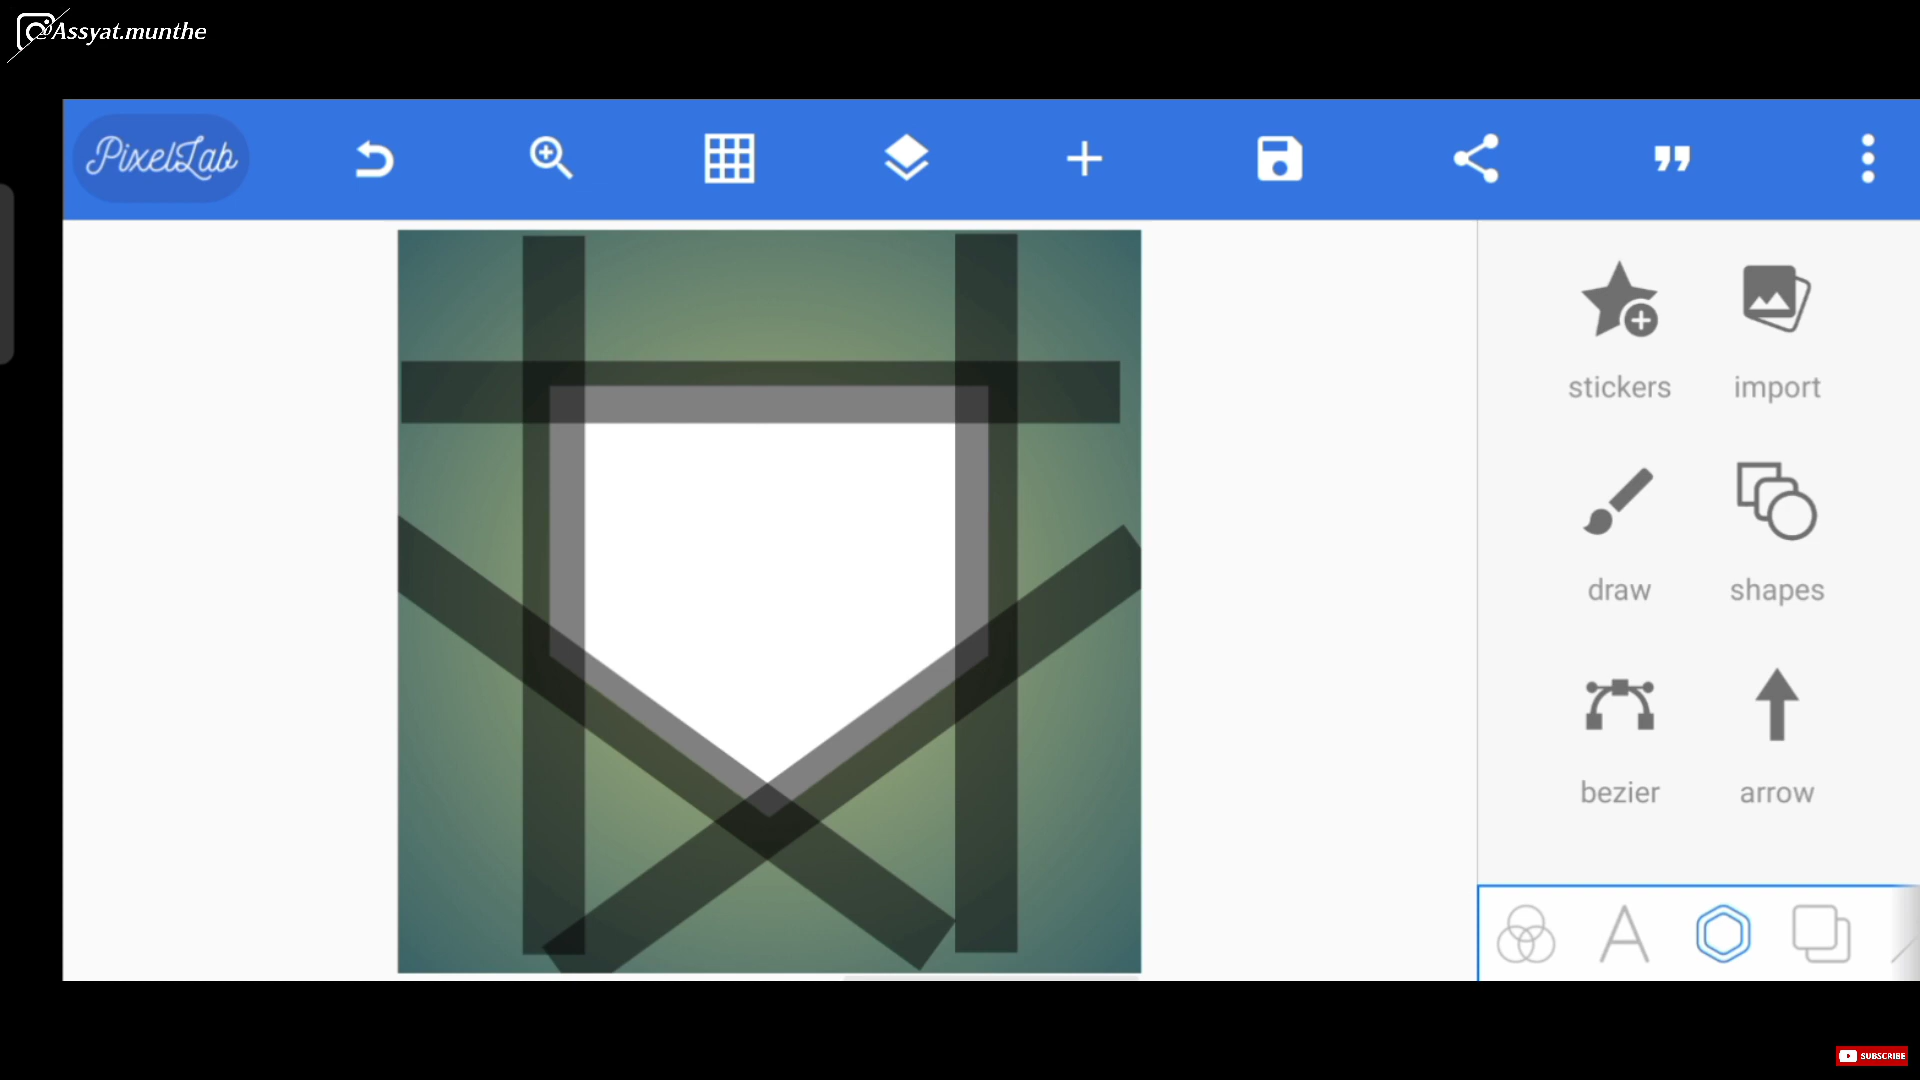 @Assyat.munthe
PixelLab
stickers
import
draw
shapes
bezier
arrow
SUBSCRIBE